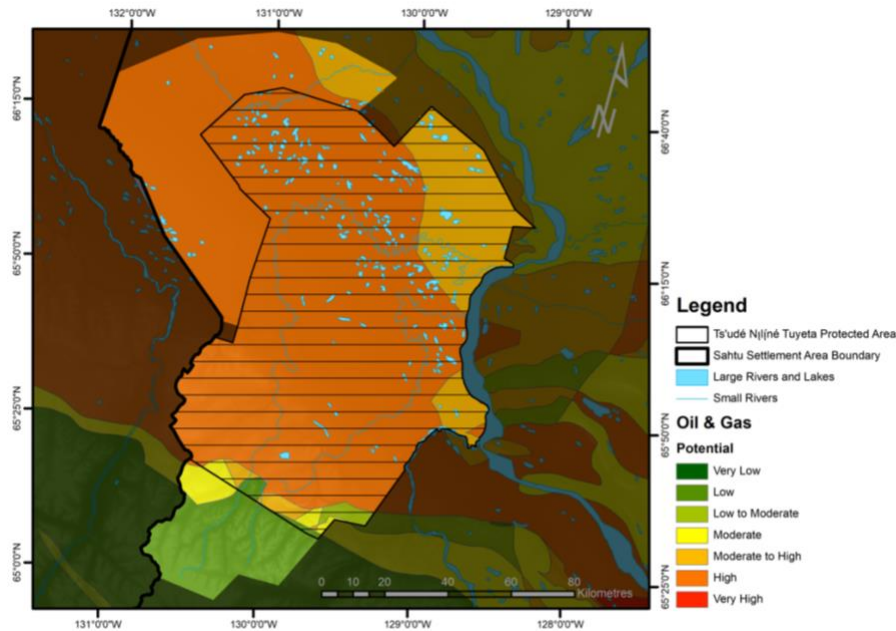 132°0'0"W 131°0'0"W 130°0'0"W 129°0'0"W
66°15'0"N
65°50'0"N
65°25'0"N
65°0'0"N
66°40'0"N
66°15'0"N
65°50'0"N
65°25'0"N
N
Legend
Ts'udé Nı̨lı̨́né Tuyeta Protected Area
Sahtu Settlement Area Boundary
Large Rivers and Lakes
Small Rivers
Oil & Gas
Potential
Very Low
Low
Low to Moderate
Moderate
Moderate to High
High
Very High
0 10 20 40 60 80
Kilometres
131°0'0"W 130°0'0"W 129°0'0"W 128°0'0"W